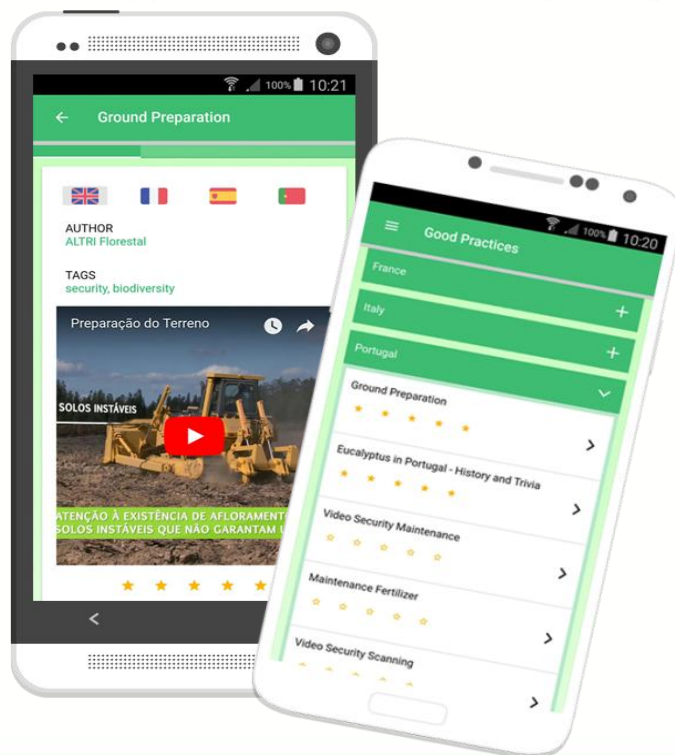 100% 10:21
Ground Preparation
AUTHOR
ALTRI Florestal
TAGS
security, biodiversity
Preparação do Terreno
SOLOS INSTÁVEIS
ATENÇÃO À EXISTÊNCIA DE AFLORAMENT
SOLOS INSTÁVEIS QUE NÃO GARANTAM
100% 10:20
Good Practices
France
Italy
Portugal
Ground Preparation
Eucalyptus in Portugal - History and Trivia
Video Security Maintenance
Maintenance Fertilizer
Video Security Scanning